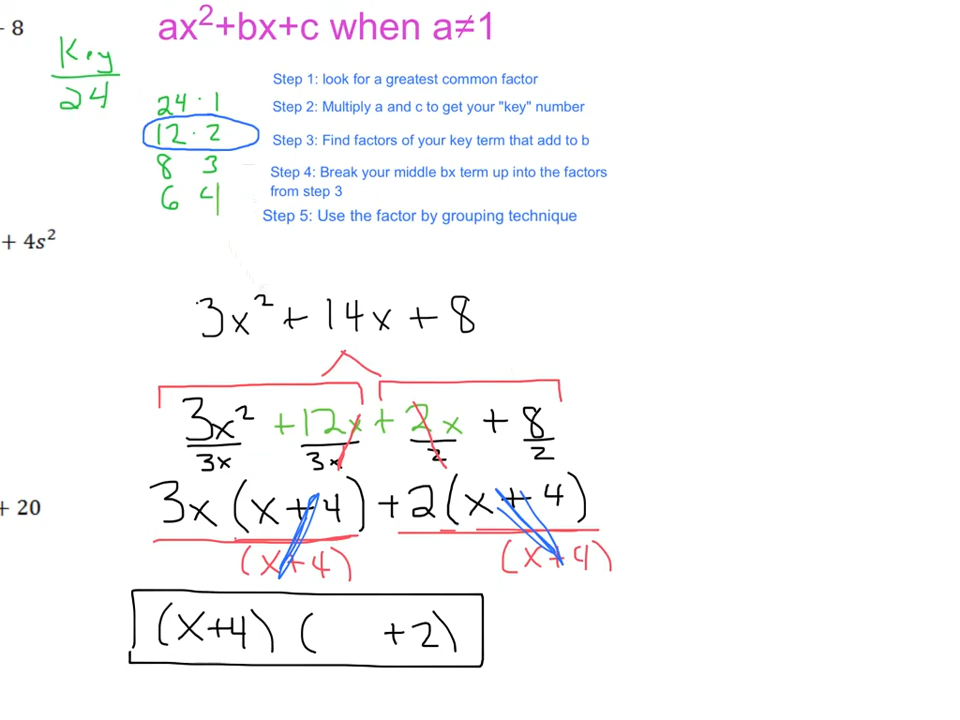 - 8
ax²+bx+c when a≠1
Key
24
24 · 1
12 · 2
8 3
6 4
Step 1: look for a greatest common factor
Step 2: Multiply a and c to get your "key" number
Step 3: Find factors of your key term that add to b
Step 4: Break your middle bx term up into the factors
from step 3
Step 5: Use the factor by grouping technique
+ 4s²
3x² + 14x + 8
3x² +12x + 2x + 8
3x 3x 2 2
+ 20
3x (x+4) +2(x+4)
(x+4) (x+4)
(x+4) ( +2)